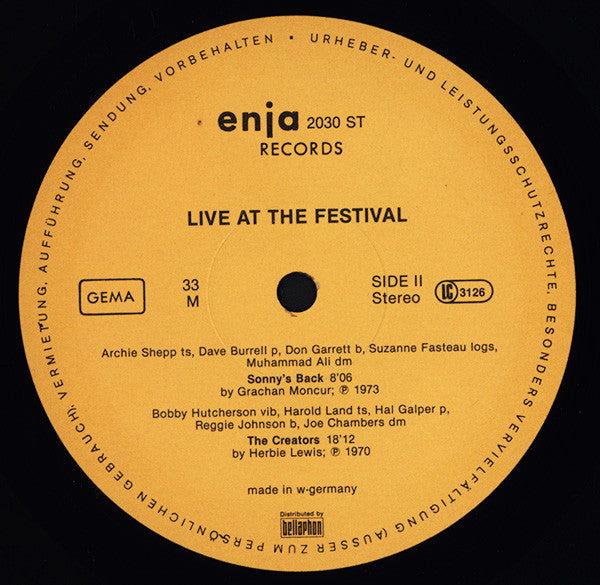 URHEBER- UND LEISTUNGSSCHUTZRECHTE, BESONDERS VERVIELFÄLTIGUNG (AUSSER ZUM PERSÖNLICHEN GEBRAUCH), VERMIETUNG, AUFFÜHRUNG, SENDUNG, VORBEHALTEN •
enja 2030 ST
RECORDS
LIVE AT THE FESTIVAL
GEMA
33
M
SIDE II
Stereo
LC 3126
Archie Shepp ts, Dave Burrell p, Don Garrett b, Suzanne Fasteau logs,
Muhammad Ali dm
Sonny's Back 8'06
by Grachan Moncur; ℗ 1973
Bobby Hutcherson vib, Harold Land ts, Hal Galper p,
Reggie Johnson b, Joe Chambers dm
The Creators 18'12
by Herbie Lewis; ℗ 1970
made in w-germany
Distributed by
bellaphon